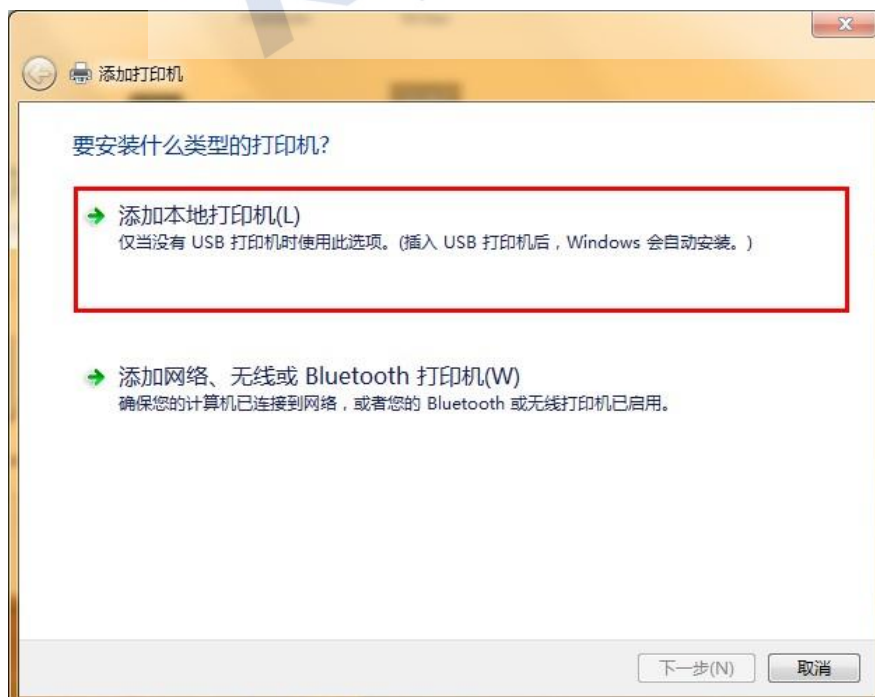 添加打印机
要安装什么类型的打印机?
添加本地打印机(L)
仅当没有 USB 打印机时使用此选项。(插入 USB 打印机后，Windows 会自动安装。)
添加网络、无线或 Bluetooth 打印机(W)
确保您的计算机已连接到网络，或者您的 Bluetooth 或无线打印机已启用。
下一步(N)
取消